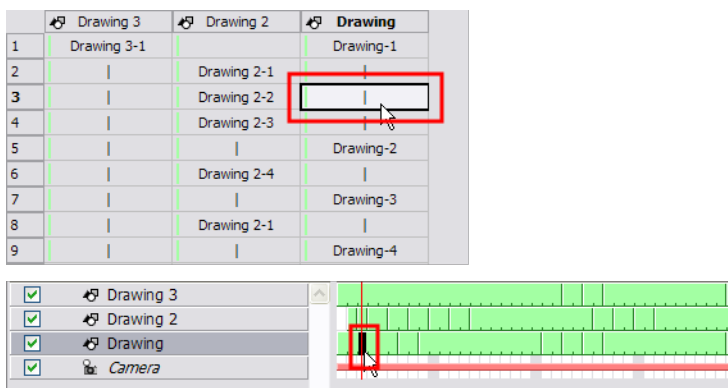 Drawing 3 Drawing 2 Drawing
1 Drawing 3-1 Drawing-1
2 Drawing 2-1
3 Drawing 2-2
4 Drawing 2-3
5 Drawing-2
6 Drawing 2-4
7 Drawing-3
8 Drawing 2-1
9 Drawing-4
Drawing 3
Drawing 2
Drawing
Camera